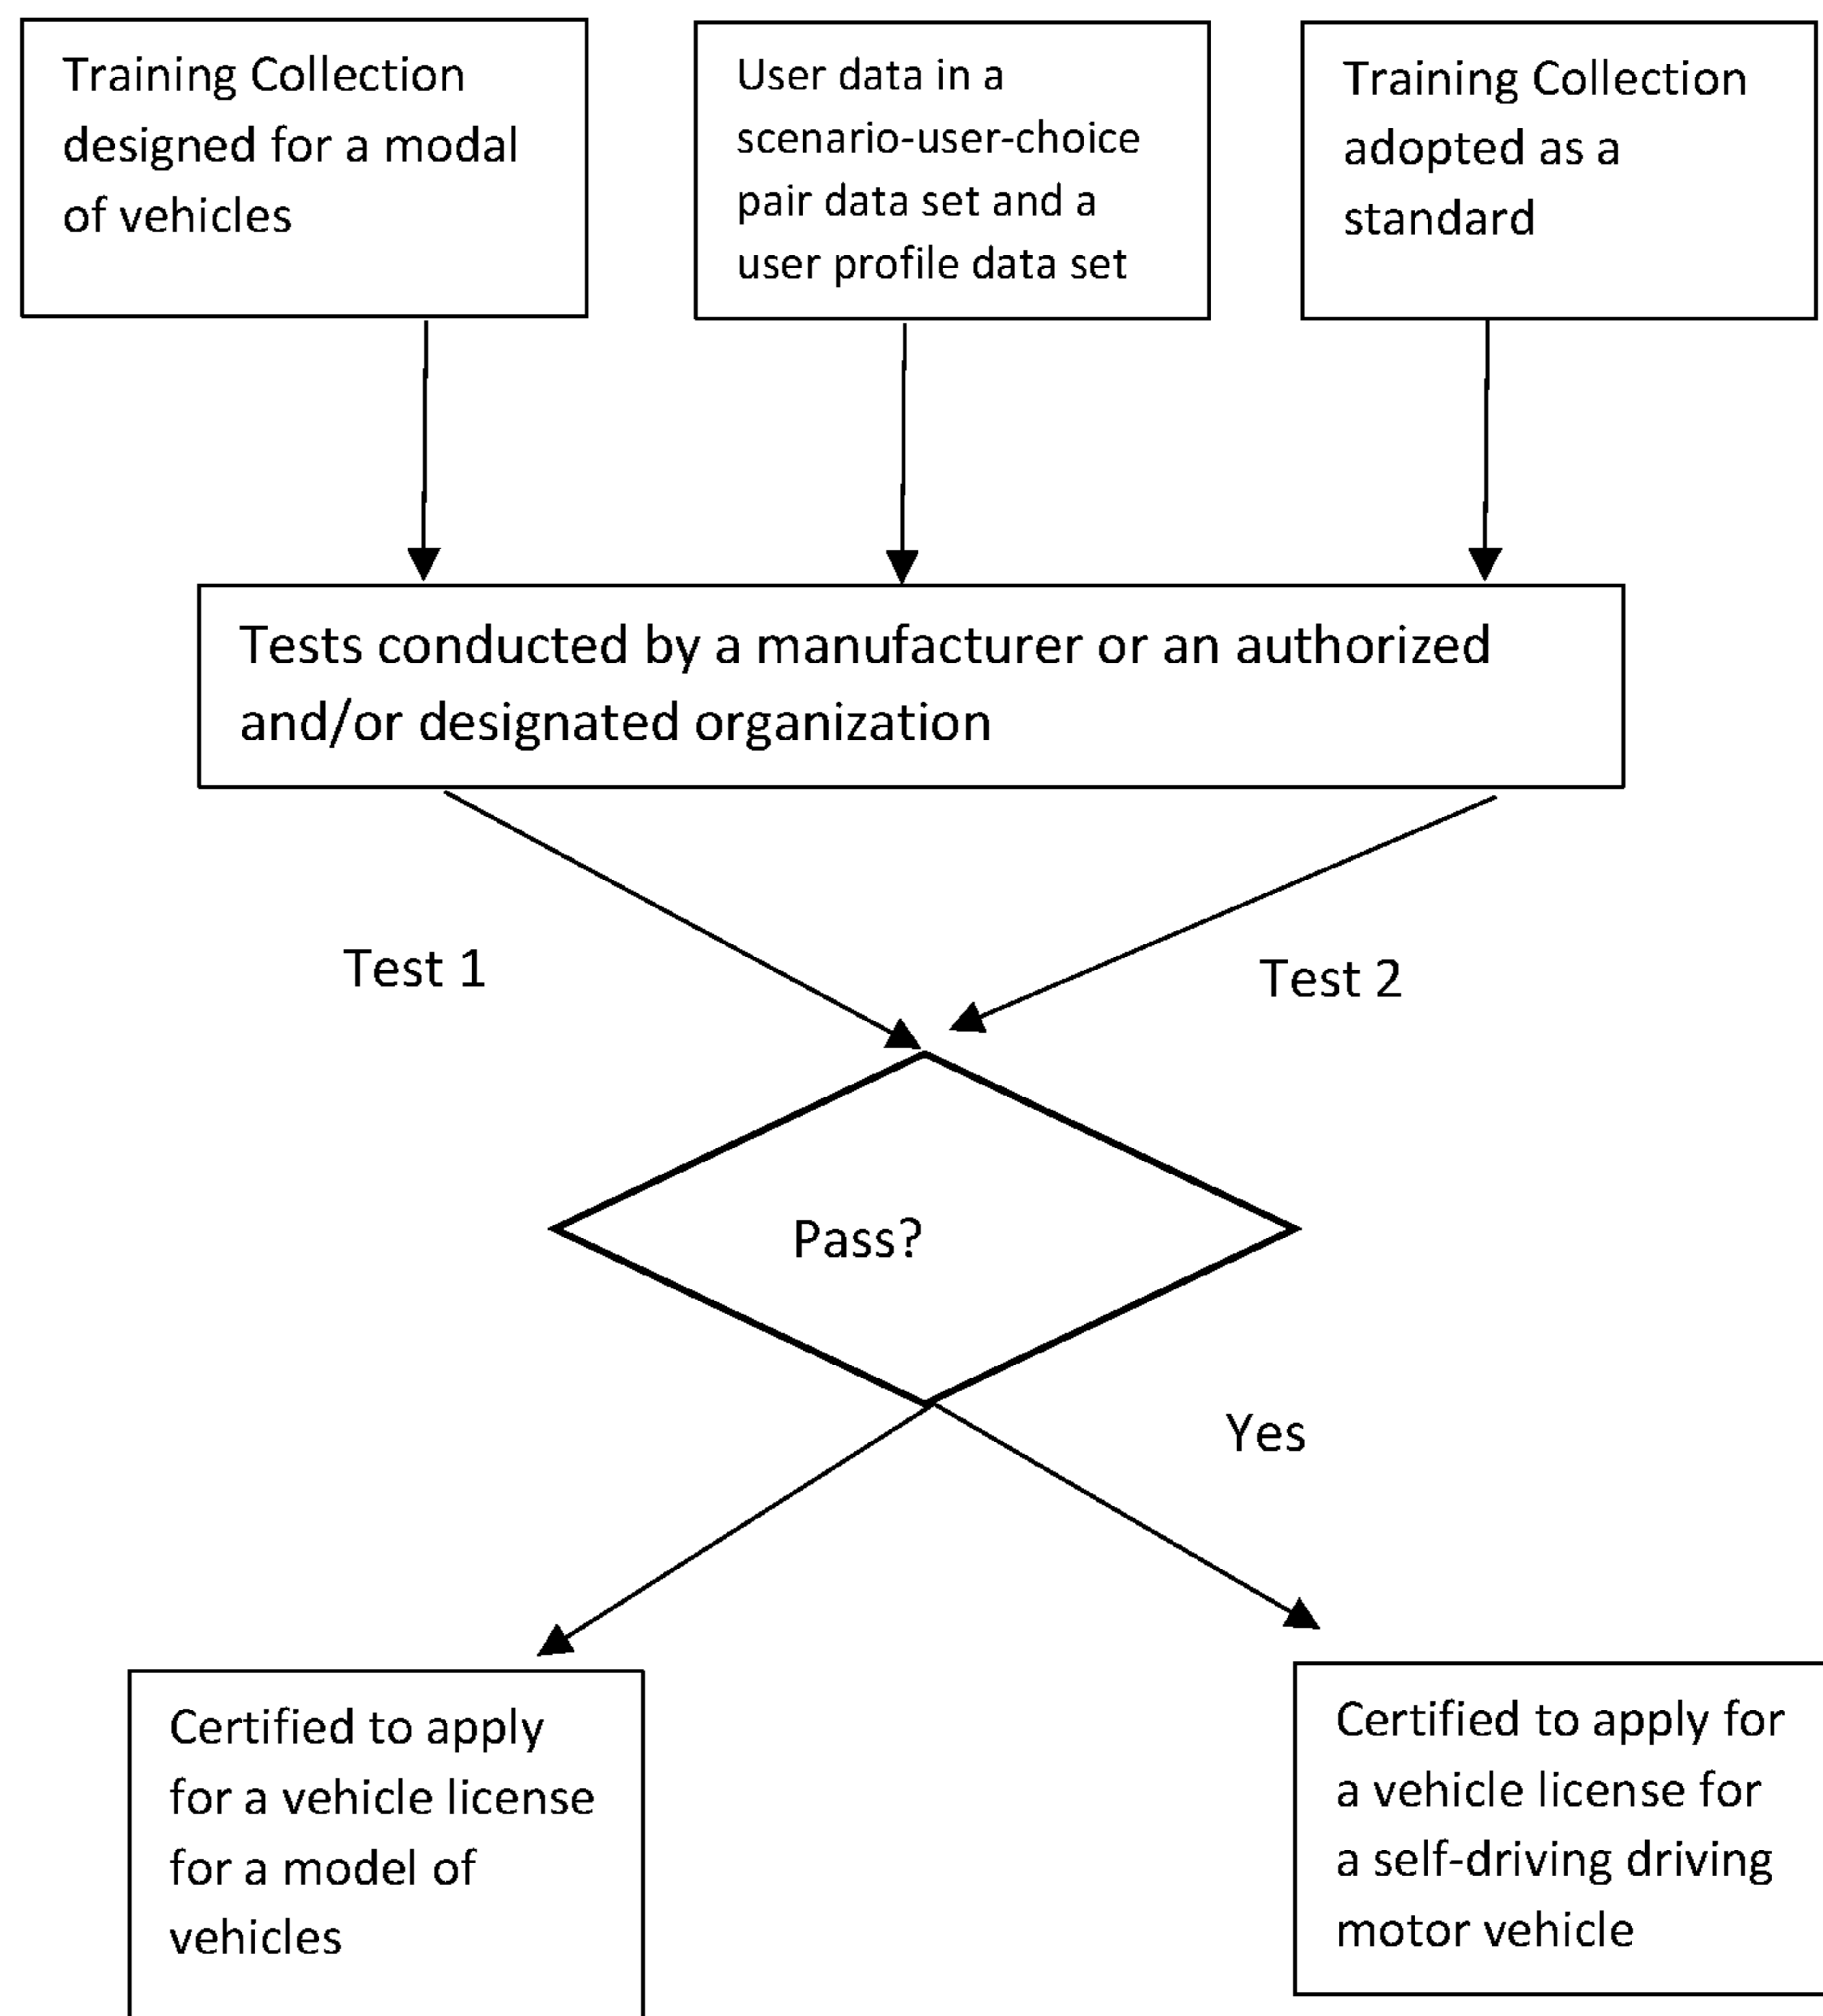 Training Collection
designed for a modal
of vehicles
User data in a
scenario-user-choice
pair data set and a
user profile data set
Training Collection
adopted as a
standard
Tests conducted by a manufacturer or an authorized
and/or designated organization
Test 1
Test 2
Pass?
Yes
Certified to apply
for a vehicle license
for a model of
vehicles
Certified to apply for
a vehicle license for
a self-driving driving
motor vehicle